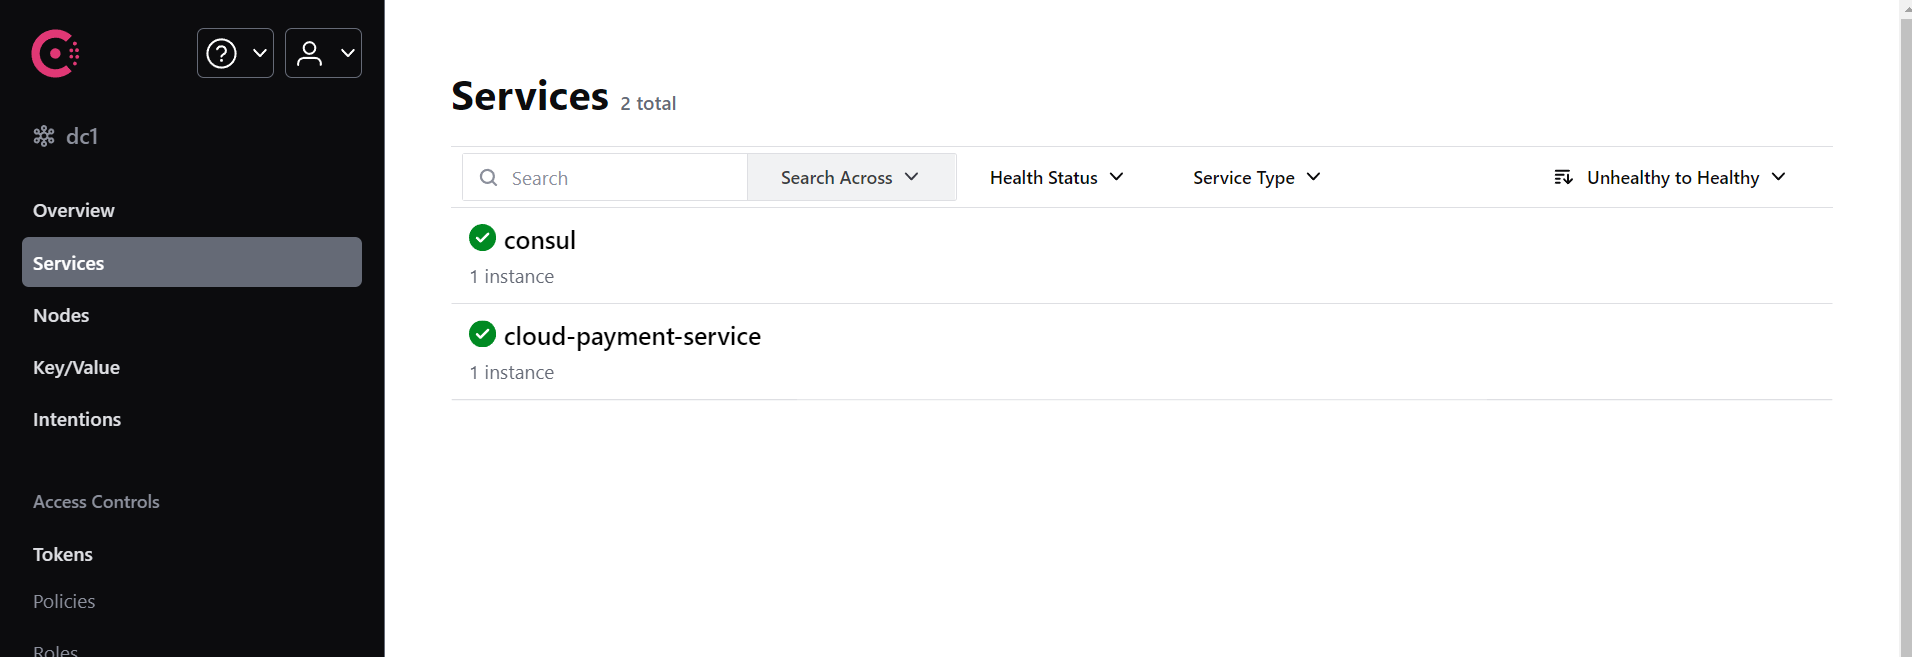 dc1
Overview
Services
Nodes
Key/Value
Intentions
Access Controls
Tokens
Policies
Roles
Services 2 total
Search Search Across Health Status Service Type Unhealthy to Healthy
consul
1 instance
cloud-payment-service
1 instance